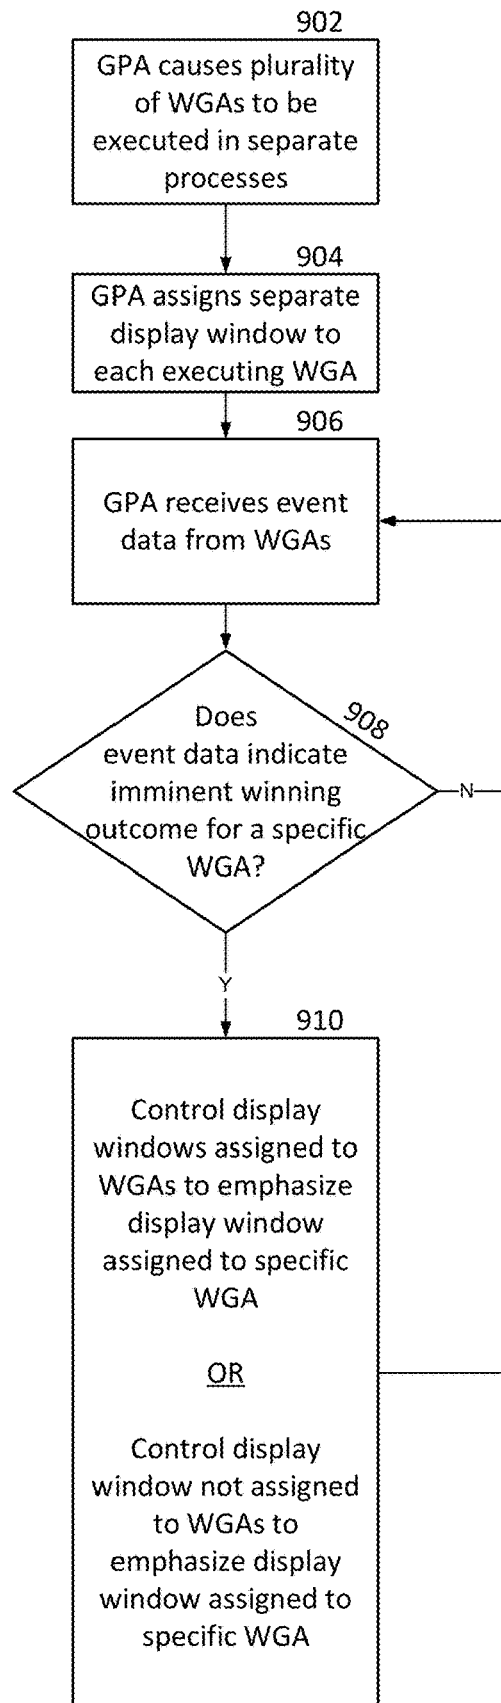 902
GPA causes plurality
of WGAs to be
executed in separate
processes
904
GPA assigns separate
display window to
each executing WGA
906
GPA receives event
data from WGAs
908
Does
event data indicate
imminent winning
outcome for a specific
WGA?
N
Y
910
Control display
windows assigned to
WGAs to emphasize
display window
assigned to specific
WGA
OR
Control display
window not assigned
to WGAs to
emphasize display
window assigned to
specific WGA